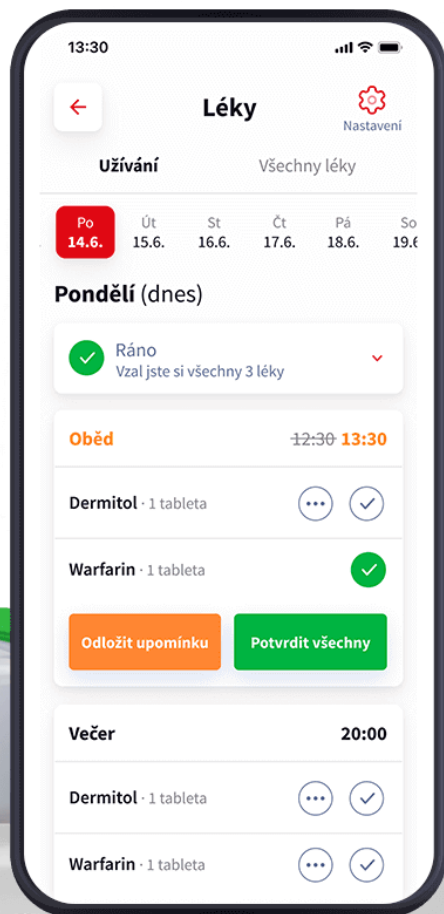 13:30
Léky
Nastavení
Užívání
Všechny léky
Po Út St Čt Pá So
14.6. 15.6. 16.6. 17.6. 18.6. 19.6
Pondělí (dnes)
Ráno
Vzal jste si všechny 3 léky
Oběd 12:30 13:30
Dermitol · 1 tableta
Warfarin · 1 tableta
Odložit upomínku
Potvrdit všechny
Večer 20:00
Dermitol · 1 tableta
Warfarin · 1 tableta